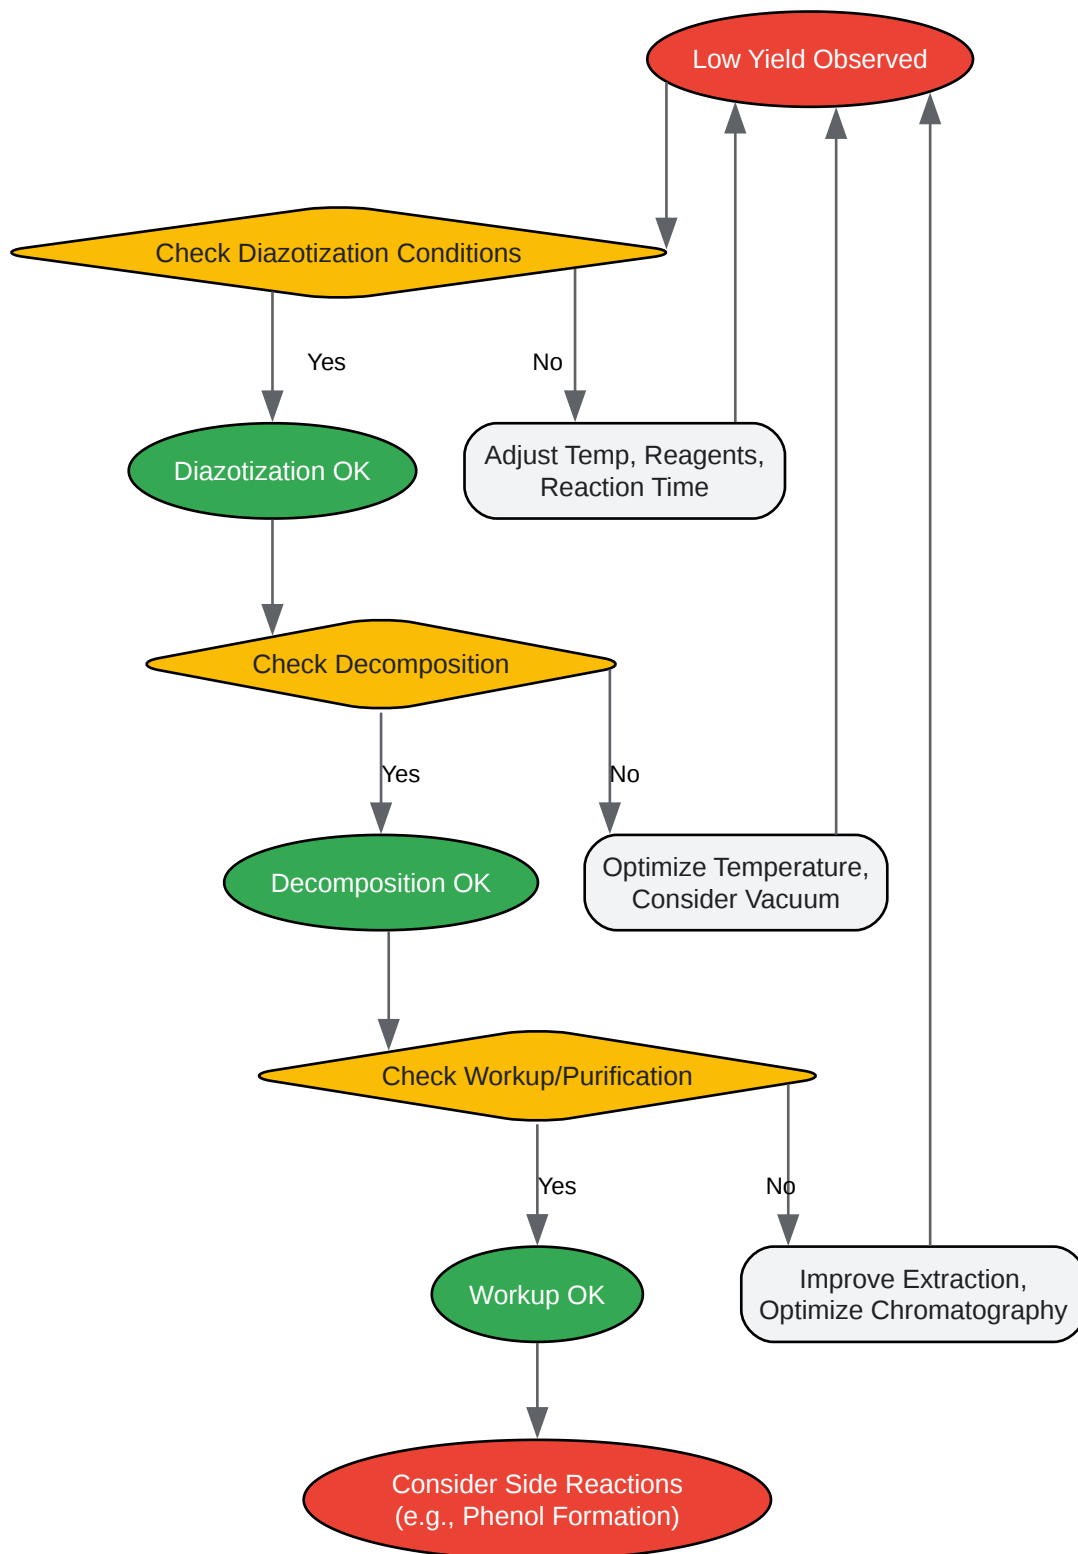 Low Yield Observed
Check Diazotization Conditions
Yes
No
Diazotization OK
Adjust Temp, Reagents,
Reaction Time
Check Decomposition
Yes
No
Decomposition OK
Optimize Temperature,
Consider Vacuum
Check Workup/Purification
Yes
No
Workup OK
Improve Extraction,
Optimize Chromatography
Consider Side Reactions
(e.g., Phenol Formation)